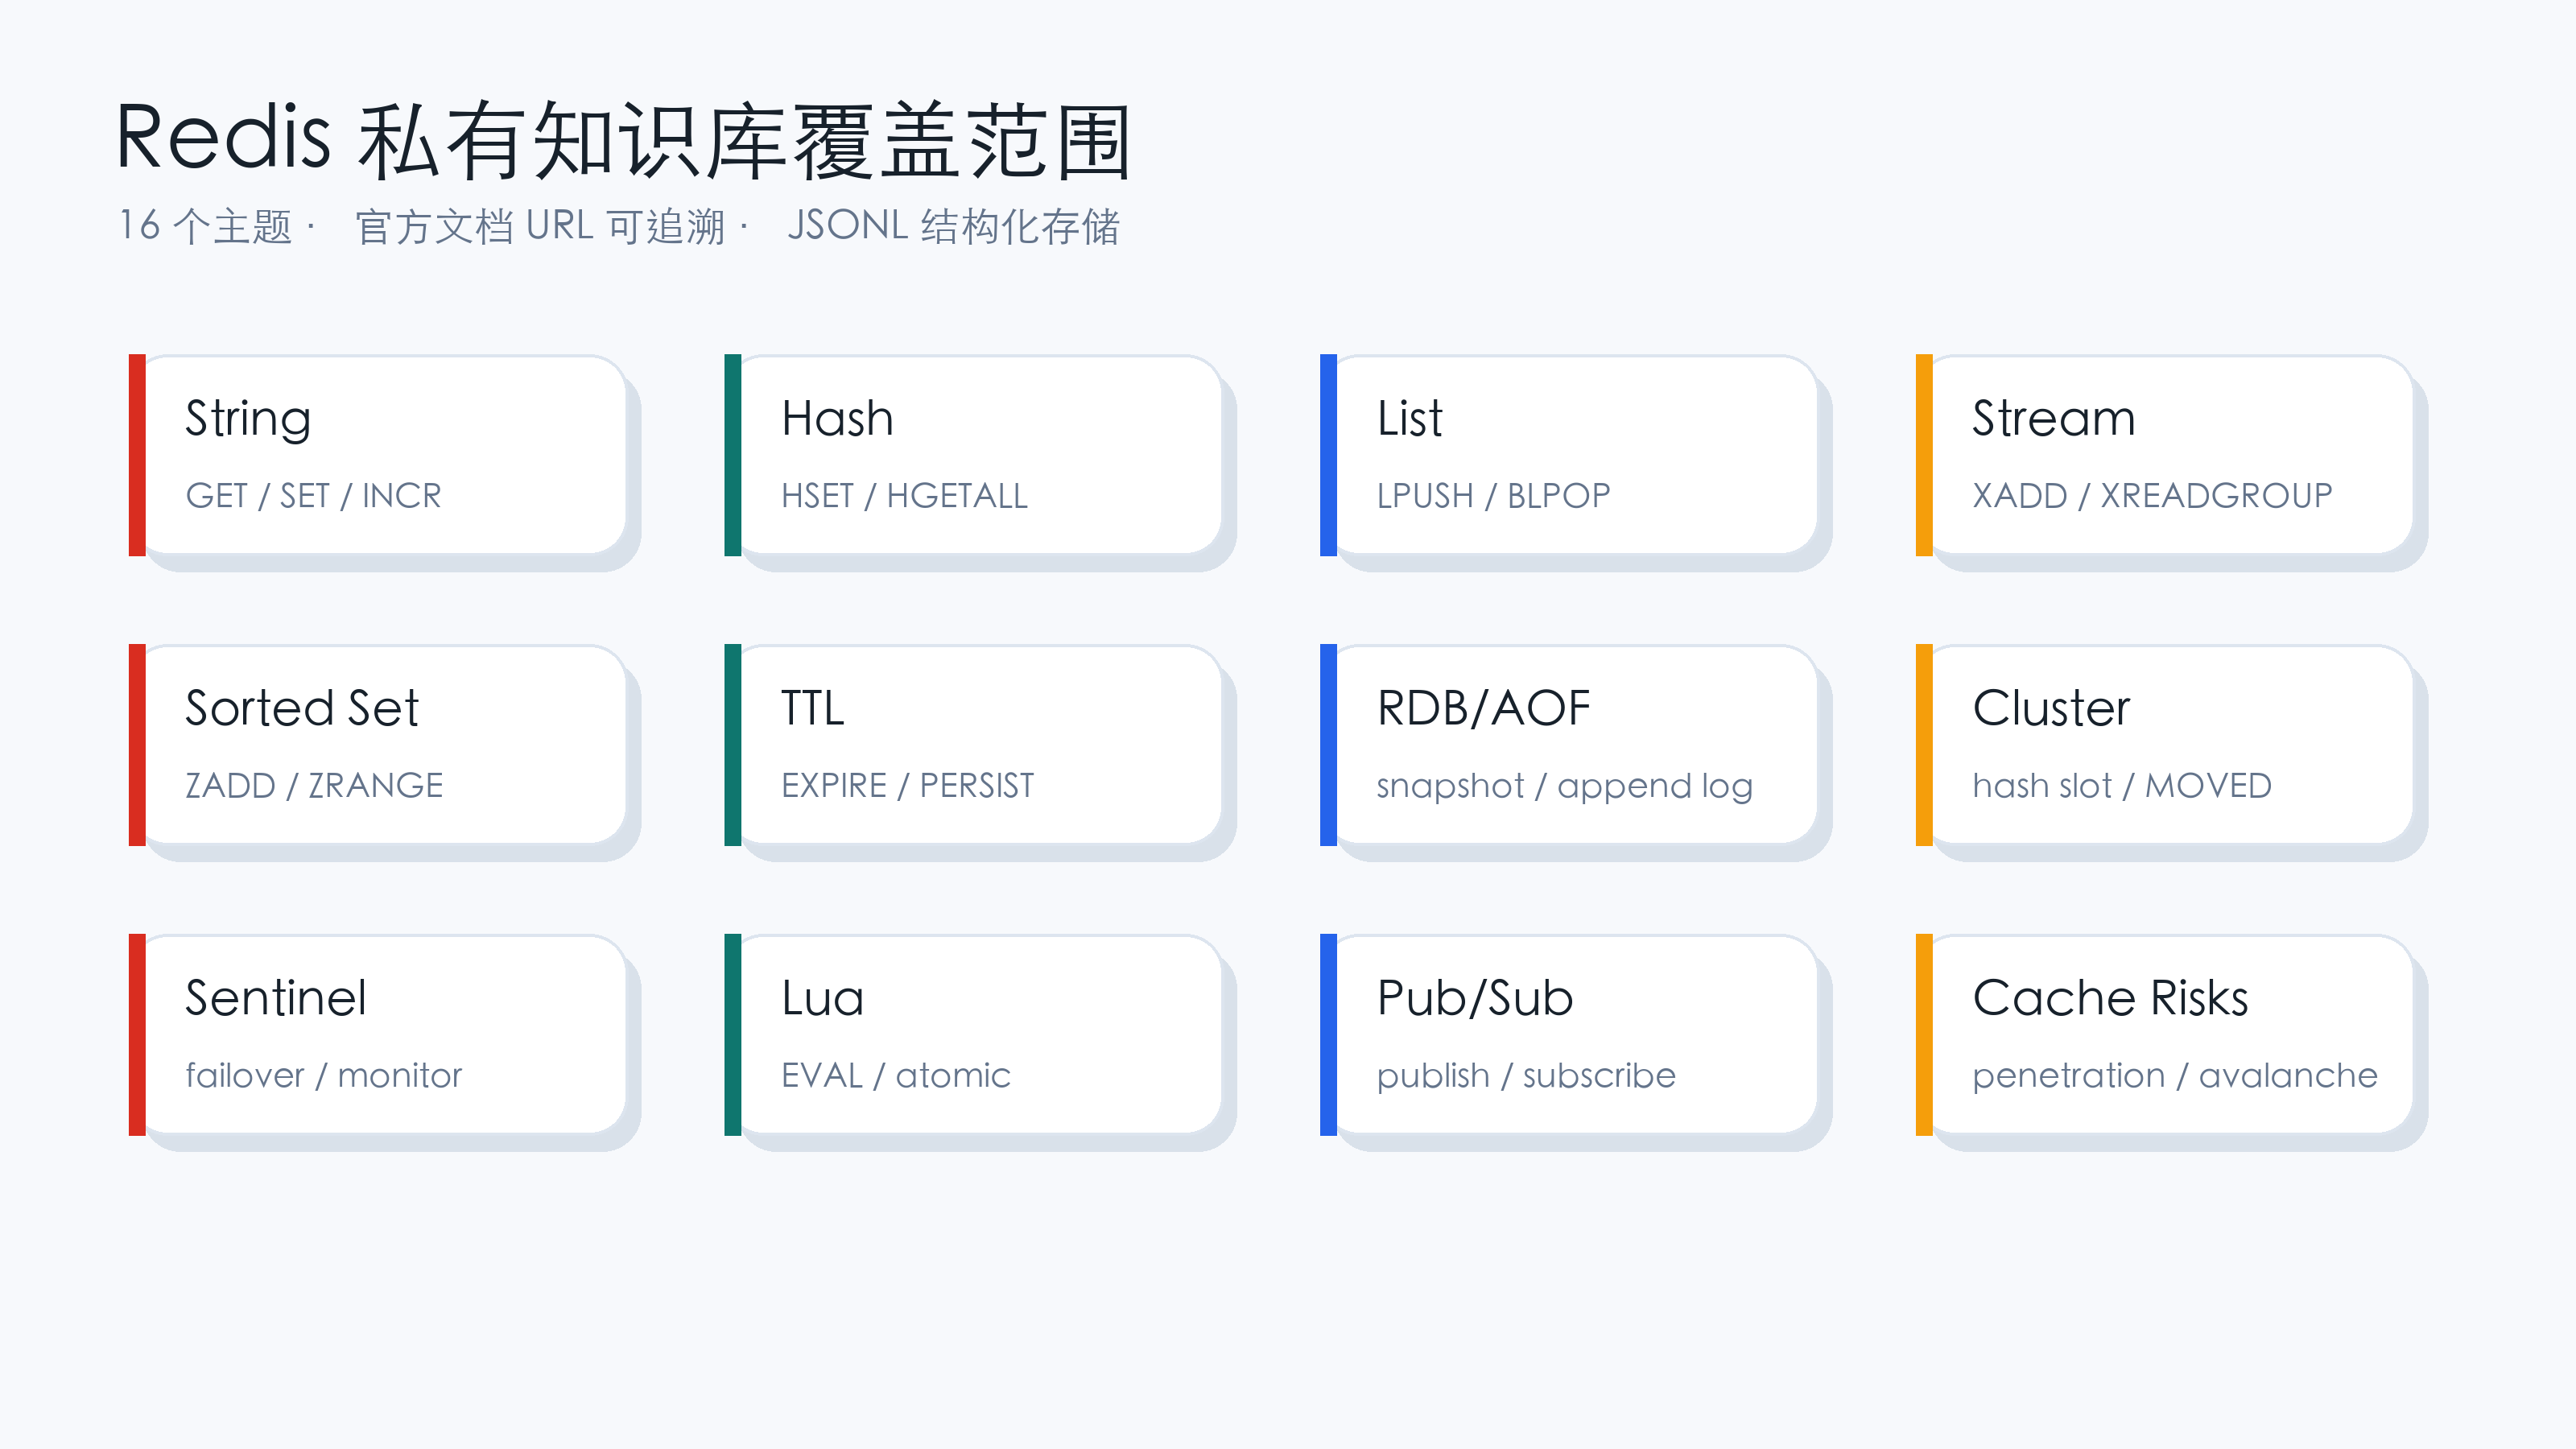 Redis 私有知识库覆盖范围
16 个主题 · 官方文档 URL 可追溯 · JSONL 结构化存储
String
GET / SET / INCR
Hash
HSET / HGETALL
List
LPUSH / BLPOP
Stream
XADD / XREADGROUP
Sorted Set
ZADD / ZRANGE
TTL
EXPIRE / PERSIST
RDB/AOF
snapshot / append log
Cluster
hash slot / MOVED
Sentinel
failover / monitor
Lua
EVAL / atomic
Pub/Sub
publish / subscribe
Cache Risks
penetration / avalanche